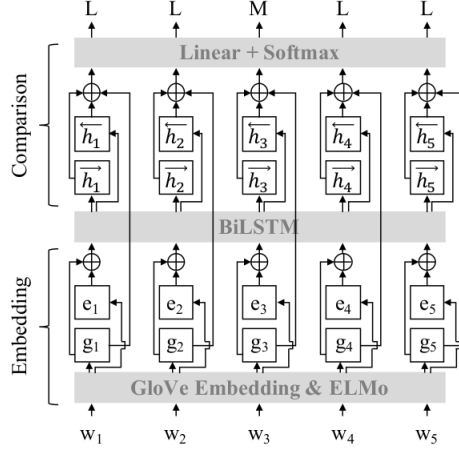 L L M L L
Linear + Softmax
Comparison
h1 h2 h3 h4 h5
h1 h2 h3 h4 h5
BiLSTM
Embedding
e1 e2 e3 e4 e5
g1 g2 g3 g4 g5
GloVe Embedding & ELMo
w1 w2 w3 w4 w5